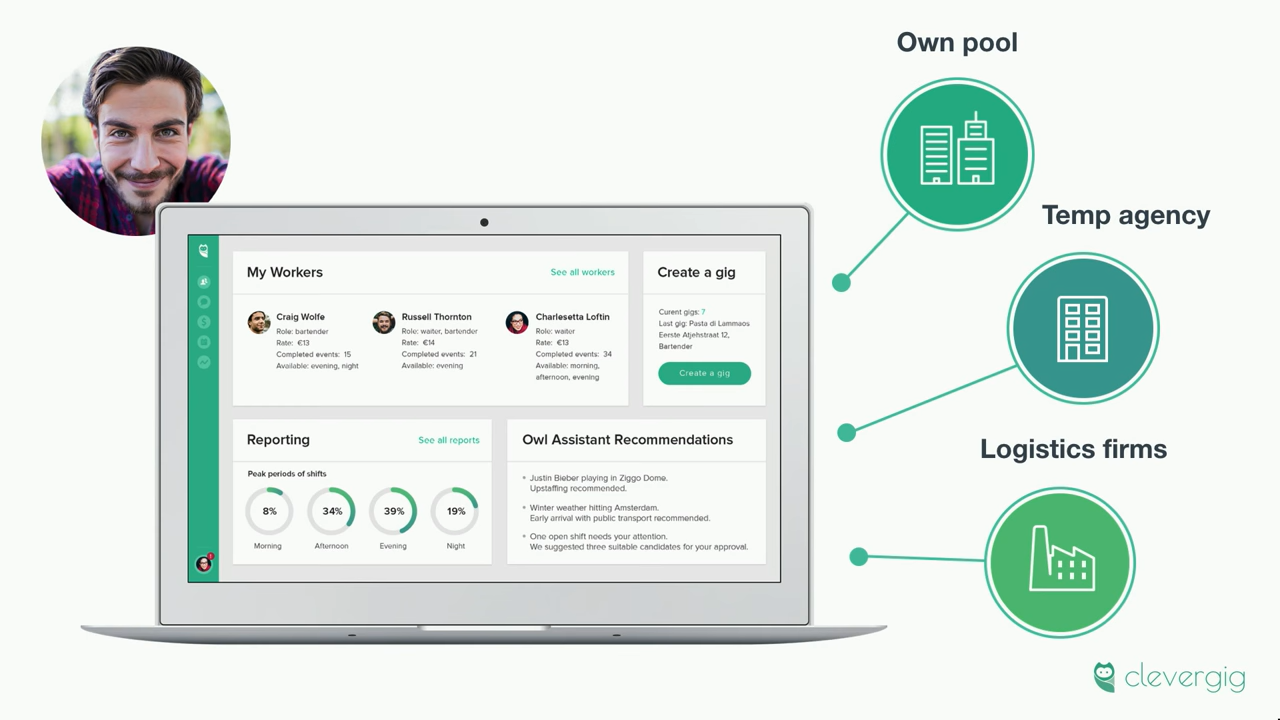 Own pool
Temp agency
Logistics firms
My Workers
See all workers
Craig Wolfe
Role: bartender
Rate: €13
Completed events: 15
Available: evening, night
Russell Thornton
Role: waiter, bartender
Rate: €14
Completed events: 21
Available: evening
Charlesetta Loftin
Role: waitor
Rate: €13
Completed events: 34
Available: morning,
afternoon, evening
Create a gig
Curent gigs: 7
Last gig: Pasta di Lammaos
Eerste Atjehstraat 12,
Bartender
Create a gig
Reporting
See all reports
Peak periods of shifts
8%
34%
39%
19%
Morning
Afternoon
Evening
Night
Owl Assistant Recommendations
Justin Bieber playing in Ziggo Dome.
Upstaffing recommended.
Winter weather hitting Amsterdam.
Early arrival with public transport recommended.
One open shift needs your attention.
We suggested three suitable candidates for your approval.
clevergig